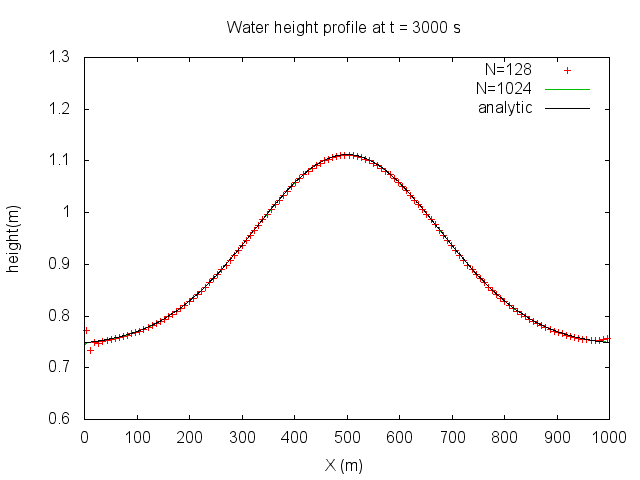 Water height profile at t = 3000 s
1.3
1.2
1.1
1
0.9
0.8
0.7
0.6
height(m)
N=128
N=1024
analytic
0 100 200 300 400 500 600 700 800 900 1000
X (m)